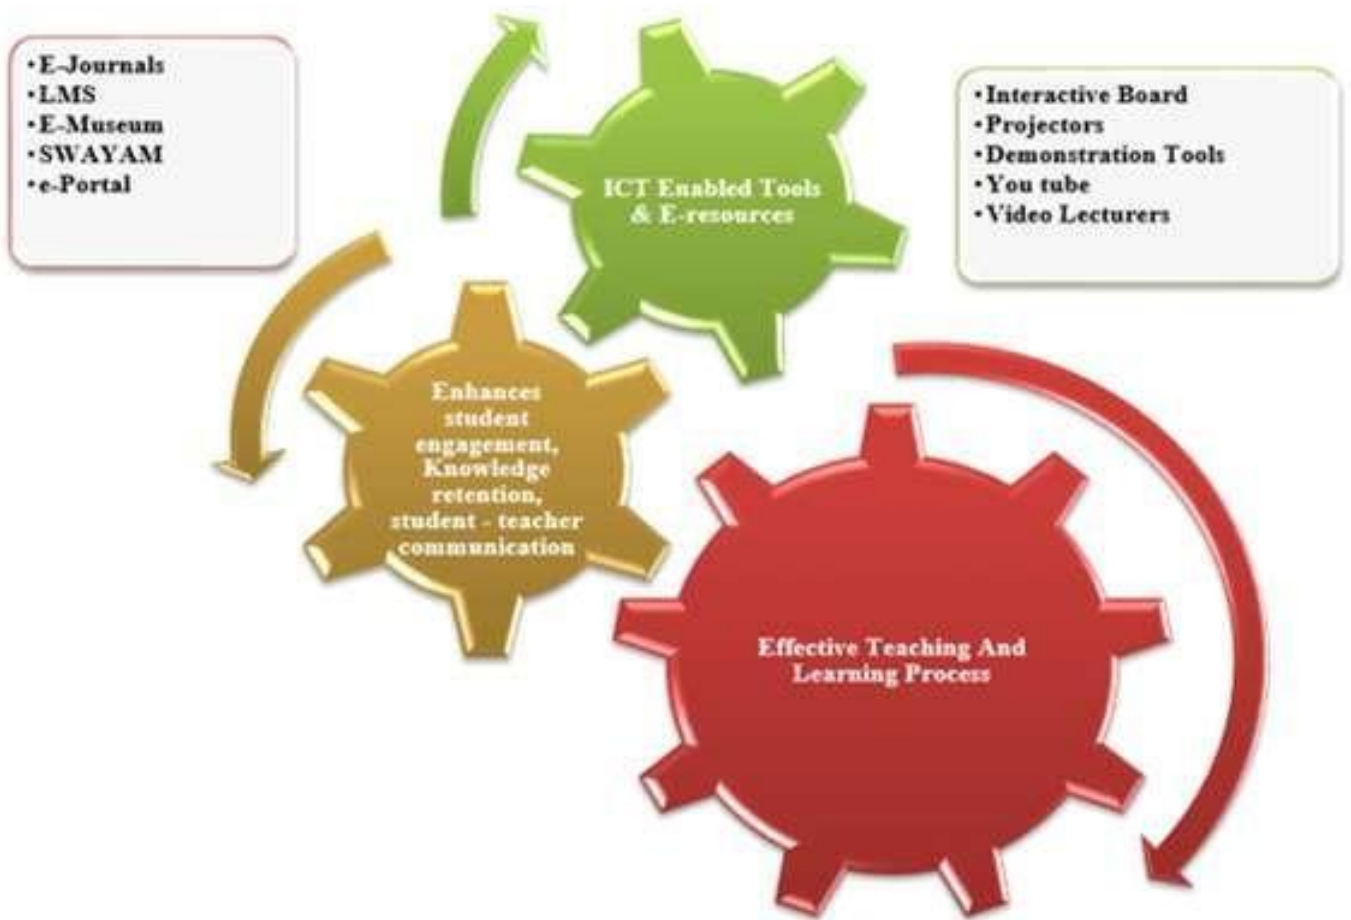 •E-Journals
•LMS
•E-Museum
•SWAYAM
•e-Portal
ICT Enabled Tools
& E-resources
•Interactive Board
•Projectors
•Demonstration Tools
•You tube
•Video Lecturers
Enhances
student
engagement,
Knowledge
retention,
student - teacher
communication
Effective Teaching And
Learning Process